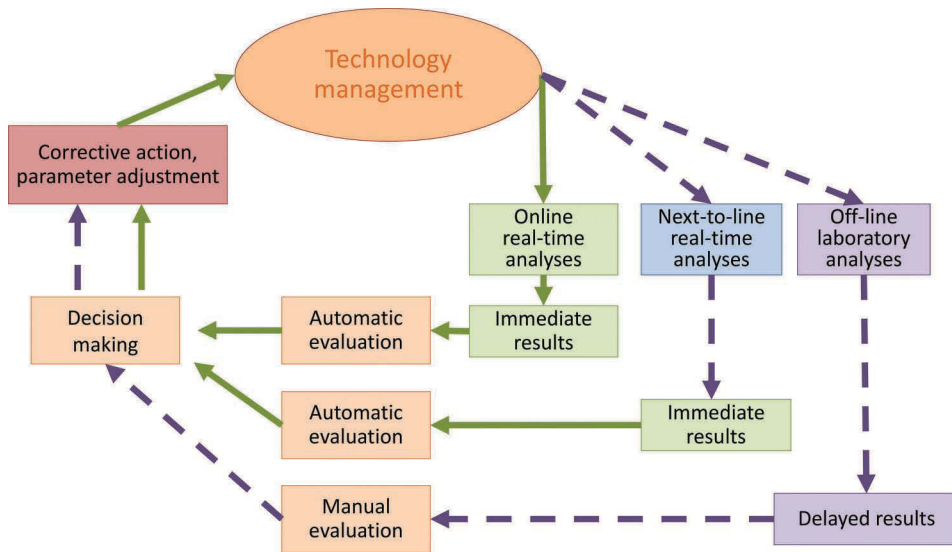 Technology
management
Corrective action,
parameter adjustment
Online
real-time
analyses
Next-to-line
real-time
analyses
Off-line
laboratory
analyses
Decision
making
Automatic
evaluation
Immediate
results
Automatic
evaluation
Immediate
results
Manual
evaluation
Delayed results